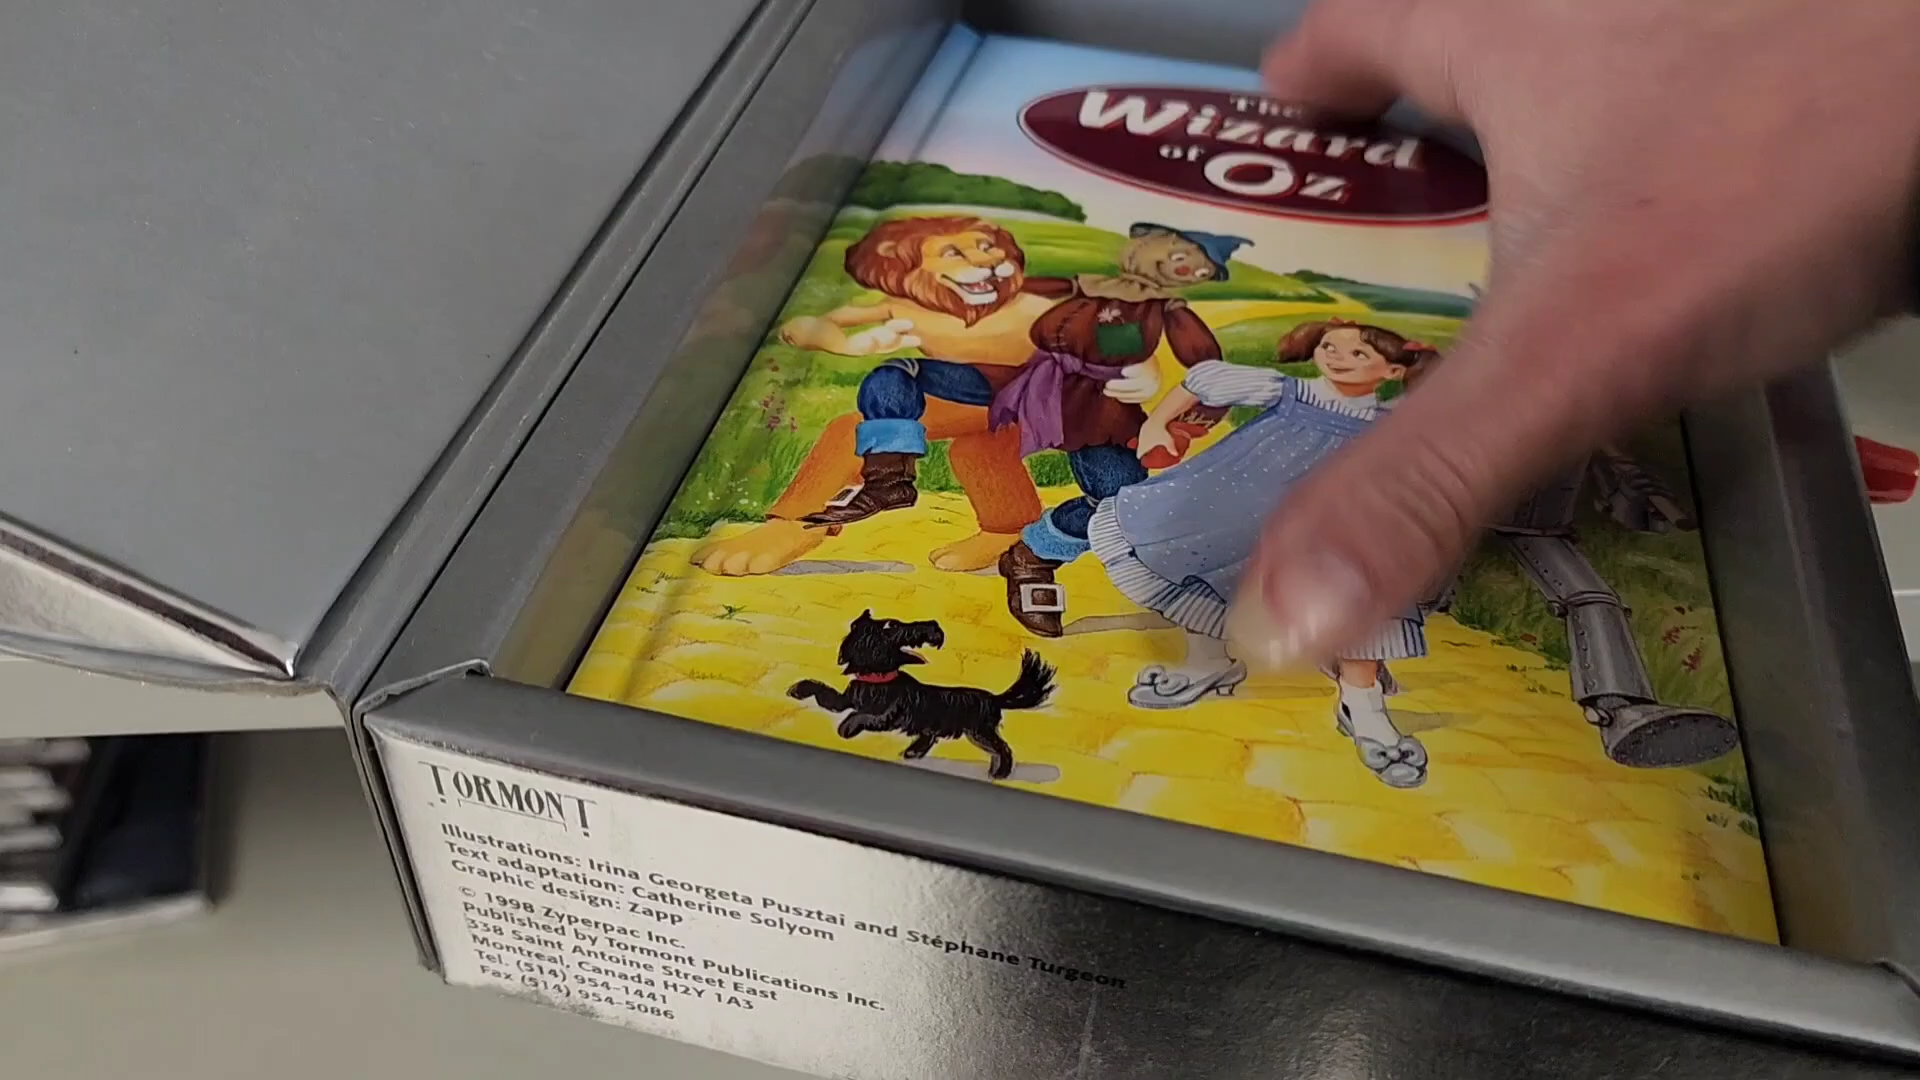 The
Wizard
of Oz
TORMONT
Illustrations: Irina Georgeta Pusztai and Stéphane Turgeon
Text adaptation: Catherine Solyom
Graphic design: Zapp
© 1998 Zyperpac Inc.
Published by Tormont Publications Inc.
338 Saint Antoine Street East
Montreal, Canada H2Y 1A3
Tel. (514) 954-1441
Fax (514) 954-5086